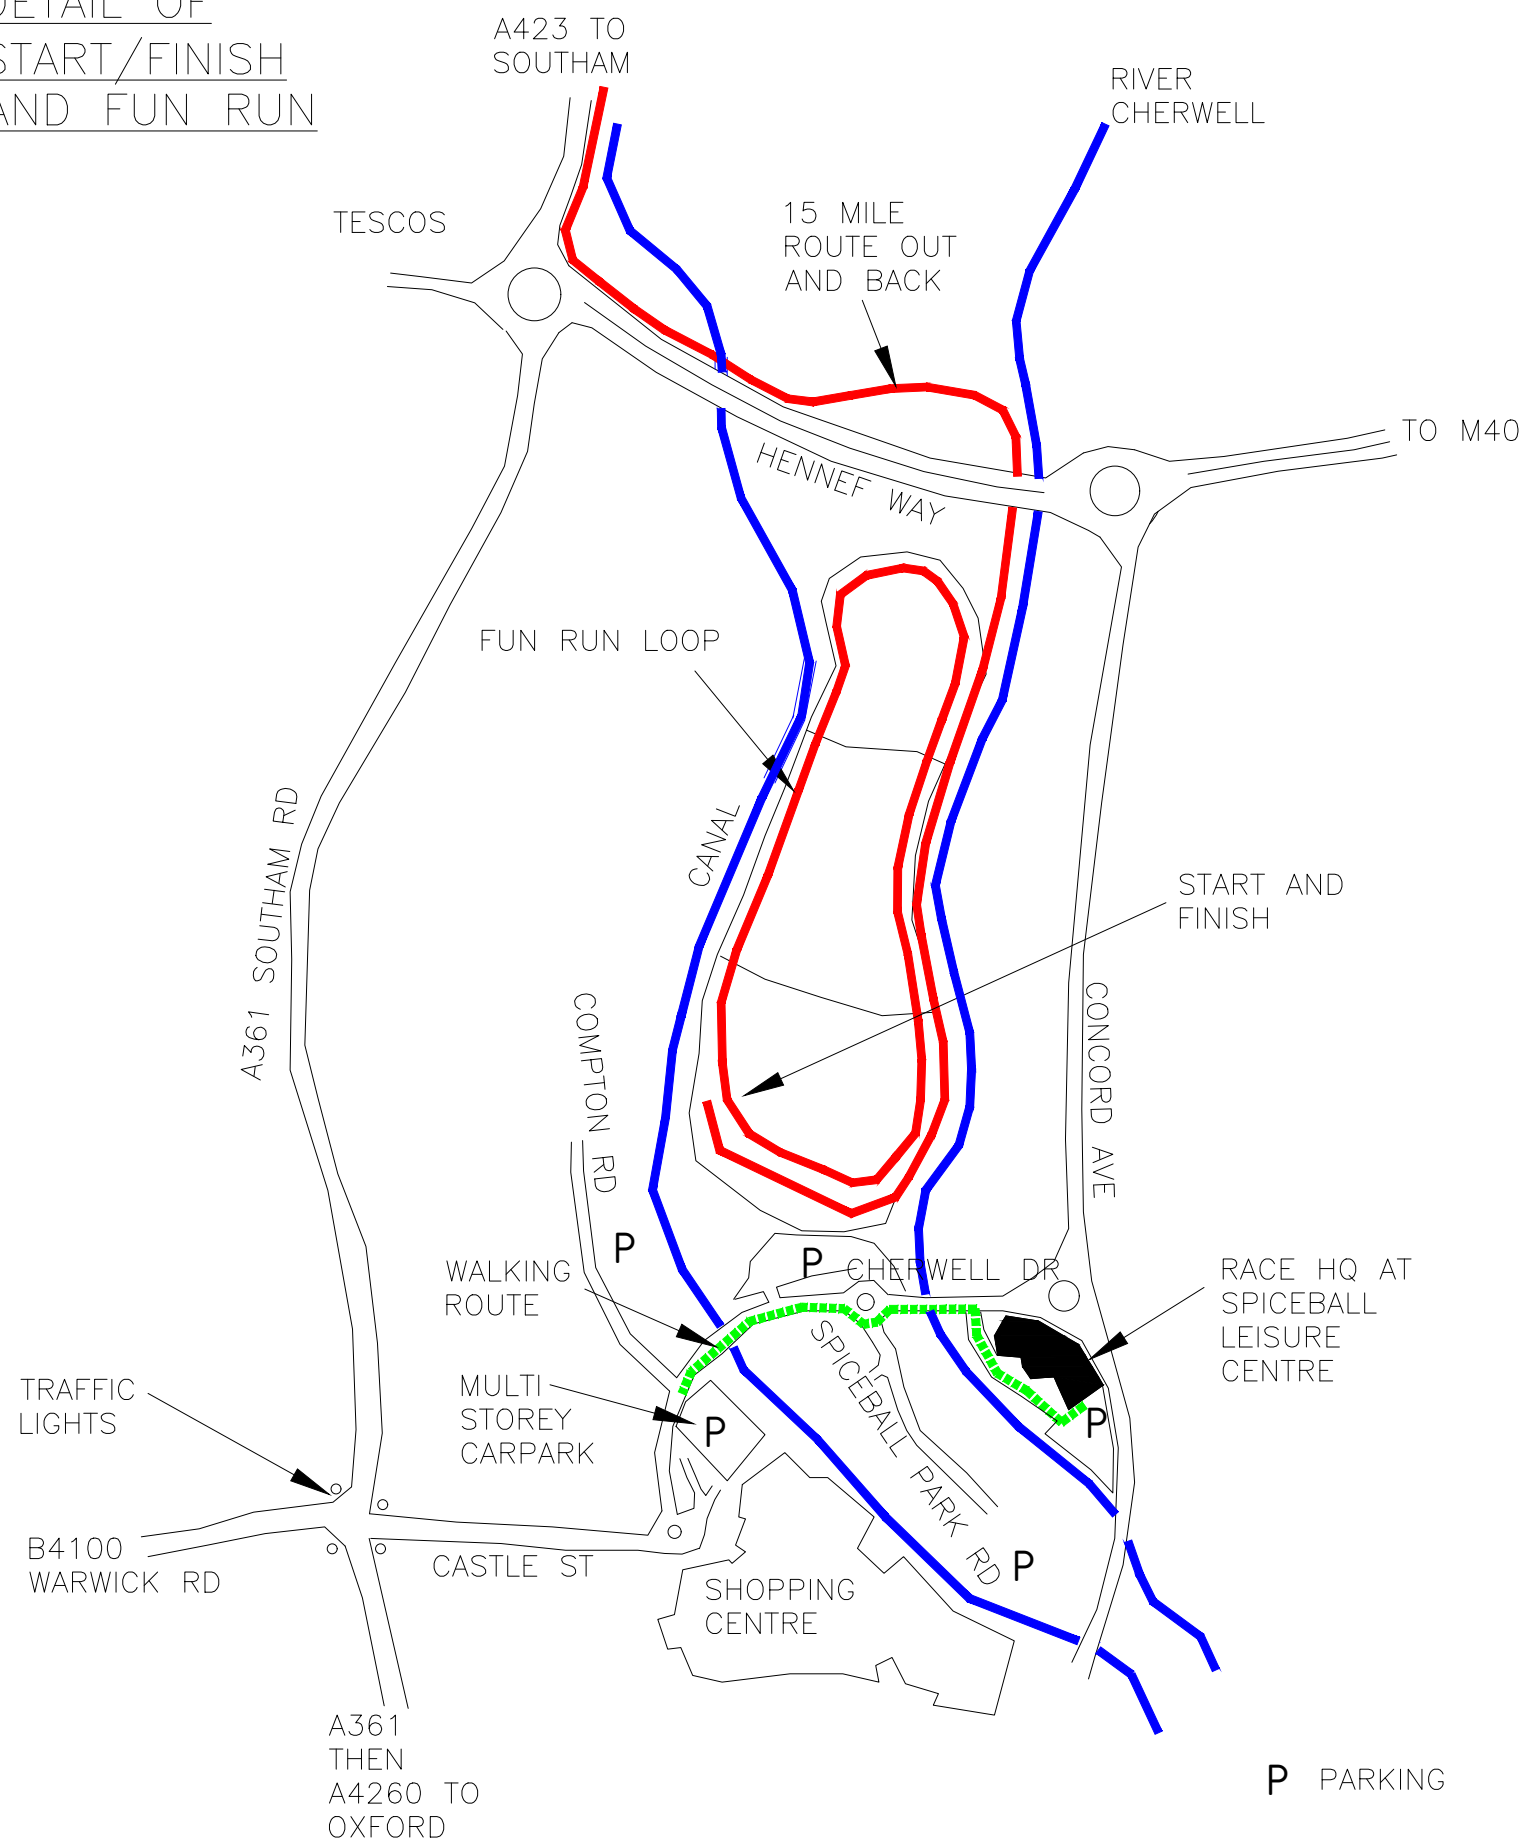 DETAIL OF
START/FINISH
AND FUN RUN
A423 TO
SOUTHAM
RIVER
CHERWELL
TESCOS
15 MILE
ROUTE OUT
AND BACK
TO M40
HENNEF WAY
FUN RUN LOOP
CANAL
A361 SOUTHAM RD
START AND
FINISH
COMPTON RD
CONCORD AVE
P
P
CHERWELL DR
WALKING
ROUTE
RACE HQ AT
SPICEBALL
LEISURE
CENTRE
SPICEBALL PARK RD
TRAFFIC
LIGHTS
MULTI
STOREY
CARPARK
P
P
B4100
WARWICK RD
CASTLE ST
P
SHOPPING
CENTRE
A361
THEN
A4260 TO
OXFORD
P PARKING